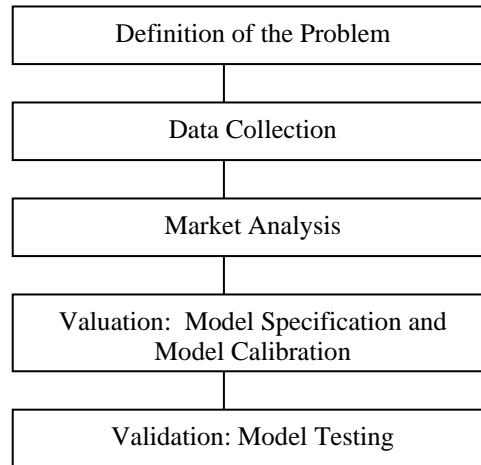 Definition of the Problem
Data Collection
Market Analysis
Valuation: Model Specification and
Model Calibration
Validation: Model Testing